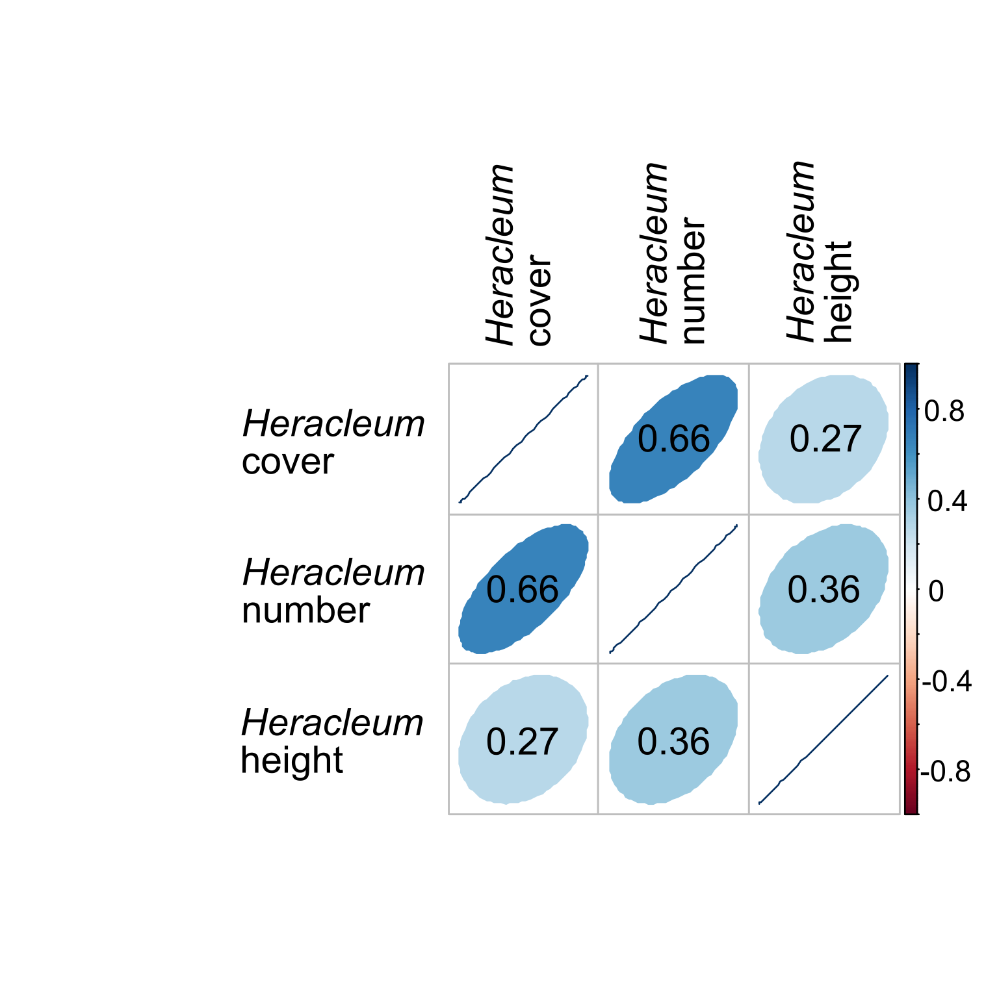 Heracleum
cover
Heracleum
number
Heracleum
height
Heracleum
cover
0.66
0.27
Heracleum
number
0.66
0.36
Heracleum
height
0.27
0.36
0.8
0.4
0
-0.4
-0.8